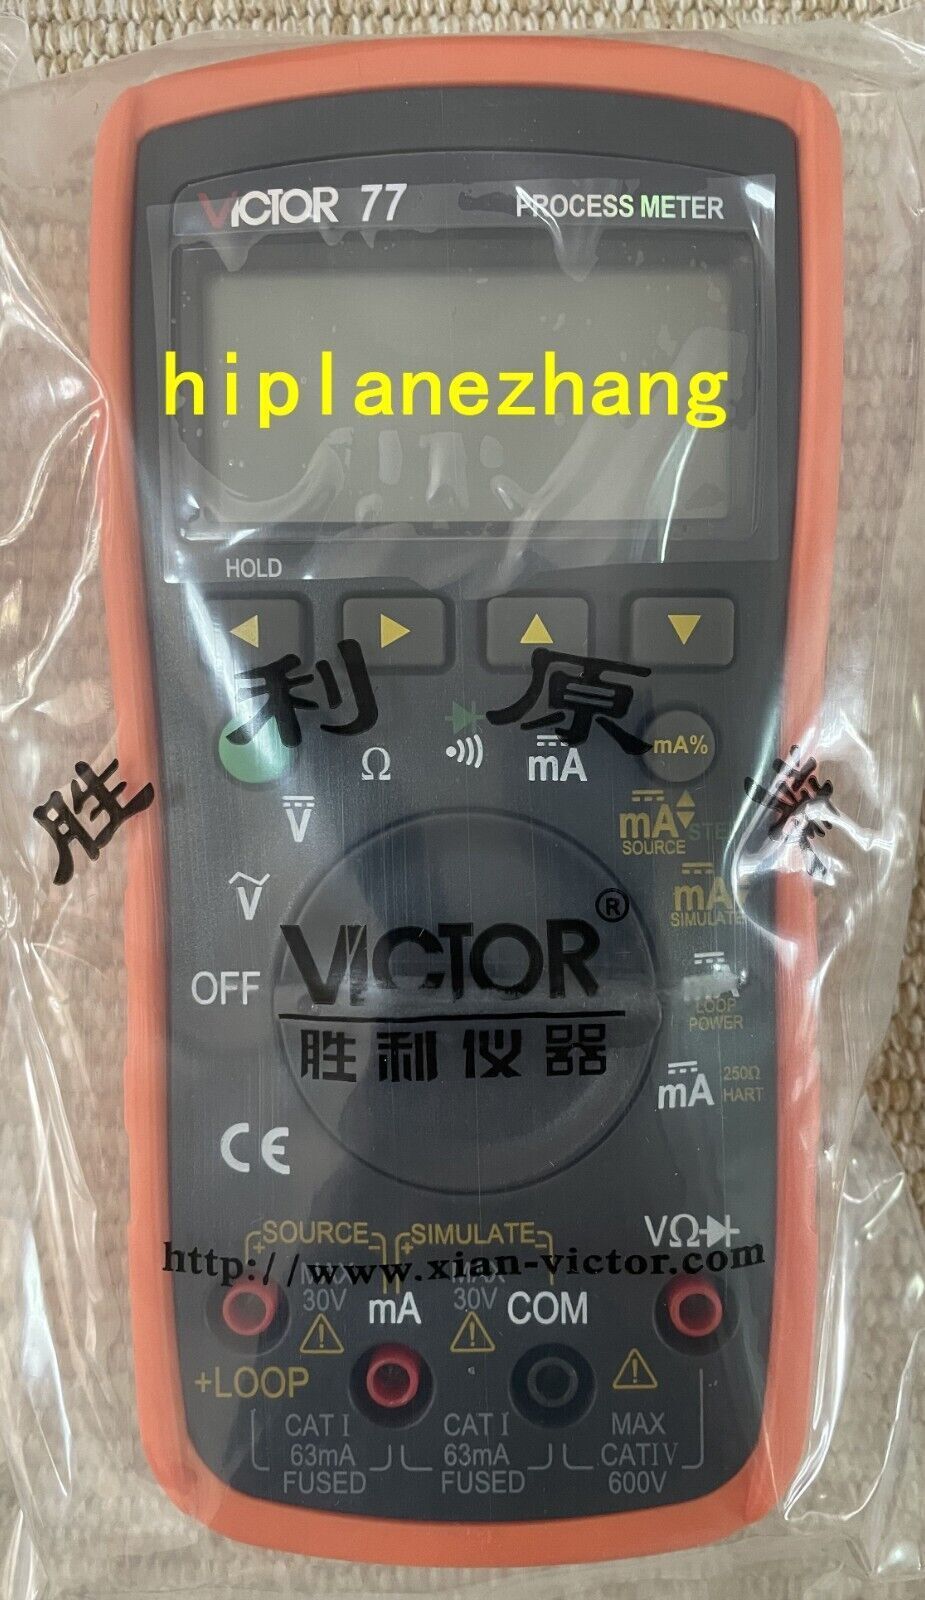 VICTOR 77 PROCESS METER
hiplanezhang
HOLD
胜利原装
Ω mA mA%
V
mA SOURCE
V
mA SIMULATE
VICTOR®
OFF
mA LOOP POWER
胜利仪器
mA 250Ω HART
CE
SOURCE SIMULATE VΩ
http://www.xian-victor.com
MAX 30V mA MAX 30V COM
+LOOP
CAT I CAT I MAX
63mA 63mA CAT IV
FUSED FUSED 600V